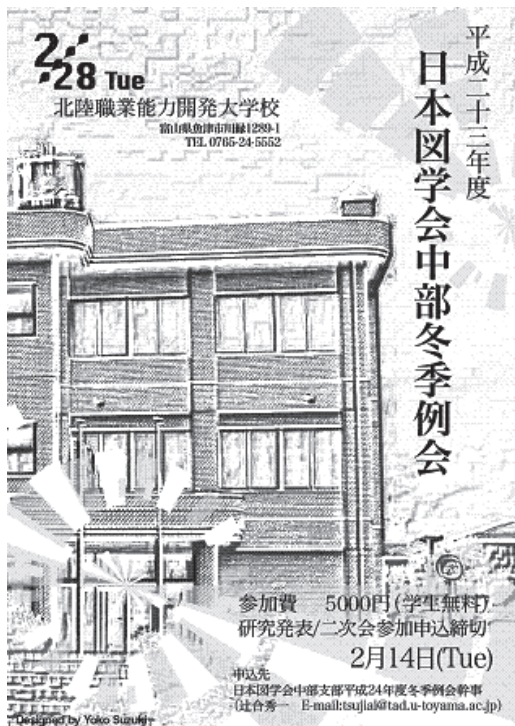 平成二十三年度
日本図学会中部冬季例会
2/28 Tue
北陸職業能力開発大学校
富山県魚津市川縁1289-1
TEL 0765-24-5552
参加費 5000円(学生無料)
研究発表/二次会参加申込締切
2月14日(Tue)
申込先
日本図学会中部支部平成24年度冬季例会幹事
(辻合秀一 E-mail:tsujiai@tad.u-toyama.ac.jp)
Designed by Yoko Suzuki